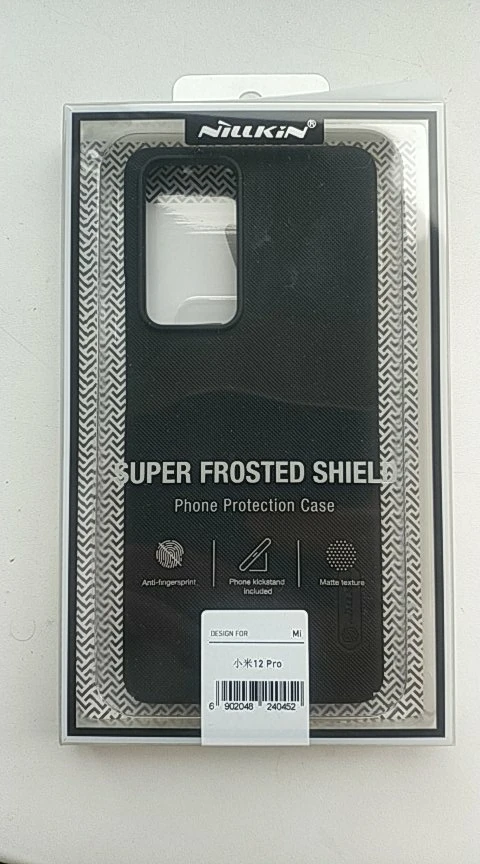 NILLKIN®
SUPER FROSTED SHIELD
Phone Protection Case
Anti-fingersprint
Phone kickstand
included
Matte texture
DESIGN FOR Mi
小米12 Pro
6 902048 240452